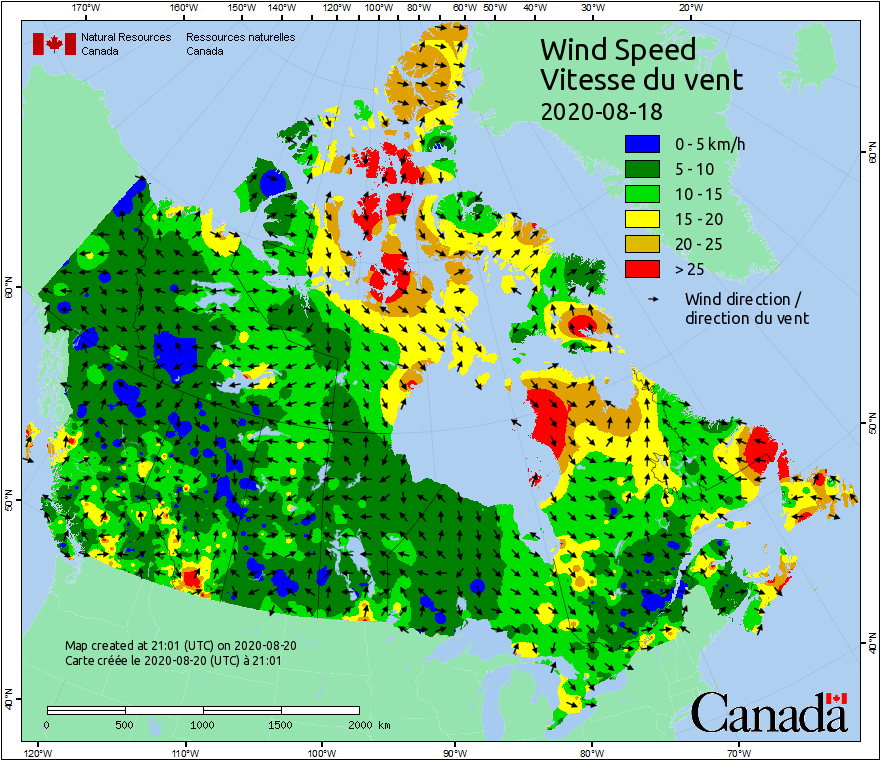 170°W 160°W 150°W 140°W 130°W 120°W 110°W 100°W 80°W 60°W 50°W 40°W 30°W 20°W
Natural Resources Ressources naturelles
Canada Canada
Wind Speed
Vitesse du vent
2020-08-18
0 - 5 km/h
5 - 10
10 - 15
15 - 20
20 - 25
> 25
Wind direction /
direction du vent
60°N
60°N
50°N
50°N
40°N
40°N
Map created at 21:01 (UTC) on 2020-08-20
Carte créée le 2020-08-20 (UTC) à 21:01
0 500 1000 1500 2000 km
Canada
120°W 110°W 100°W 90°W 80°W 70°W